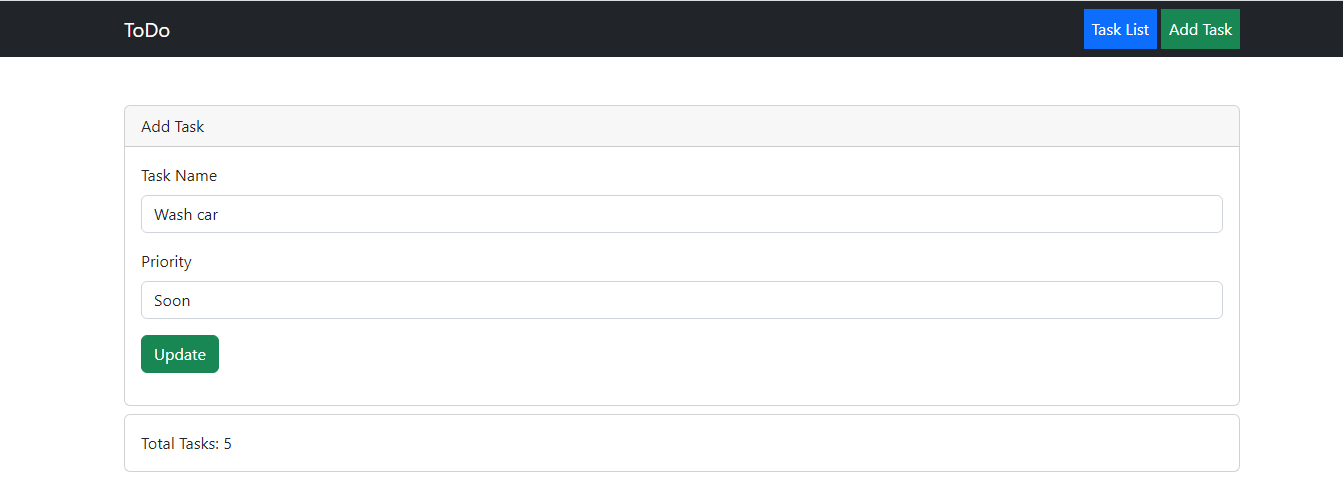 ToDo
Task List Add Task
Add Task
Task Name
Wash car
Priority
Soon
Update
Total Tasks: 5